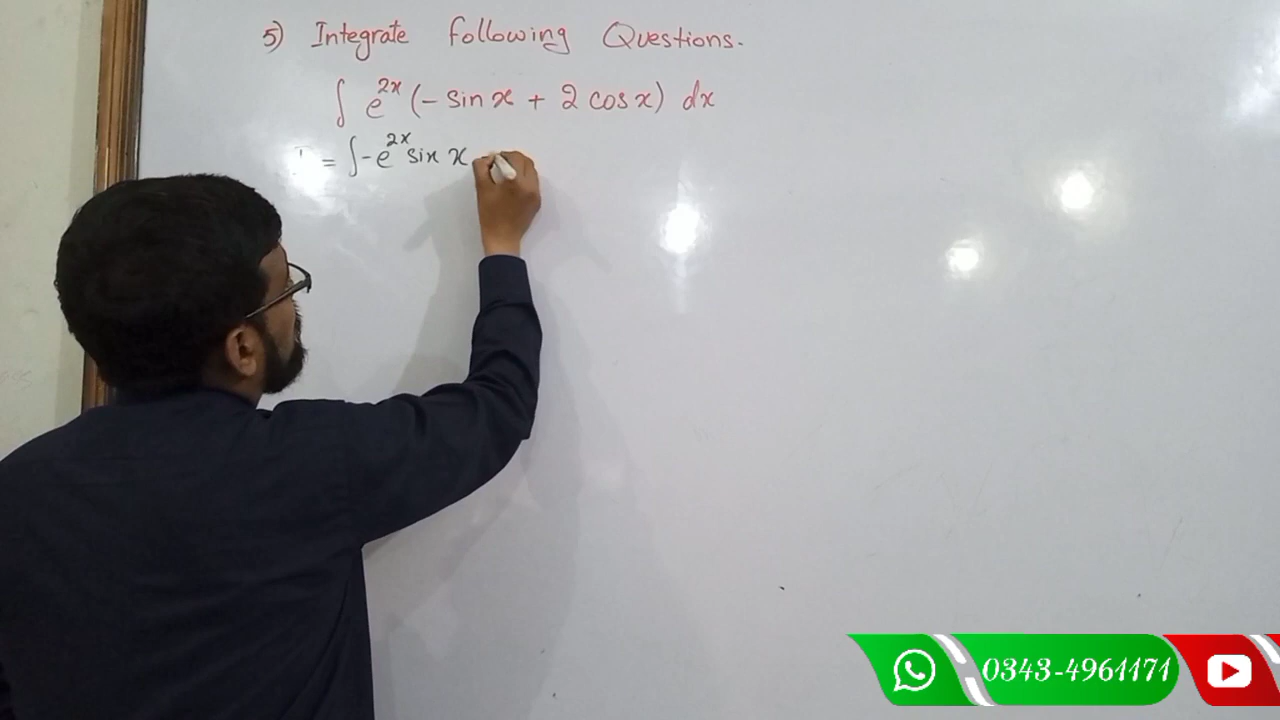 5) Integrate following Questions.
∫ e^2x (- sin x + 2 cos x) dx
I = ∫ - e^2x sin x
0343-4961171